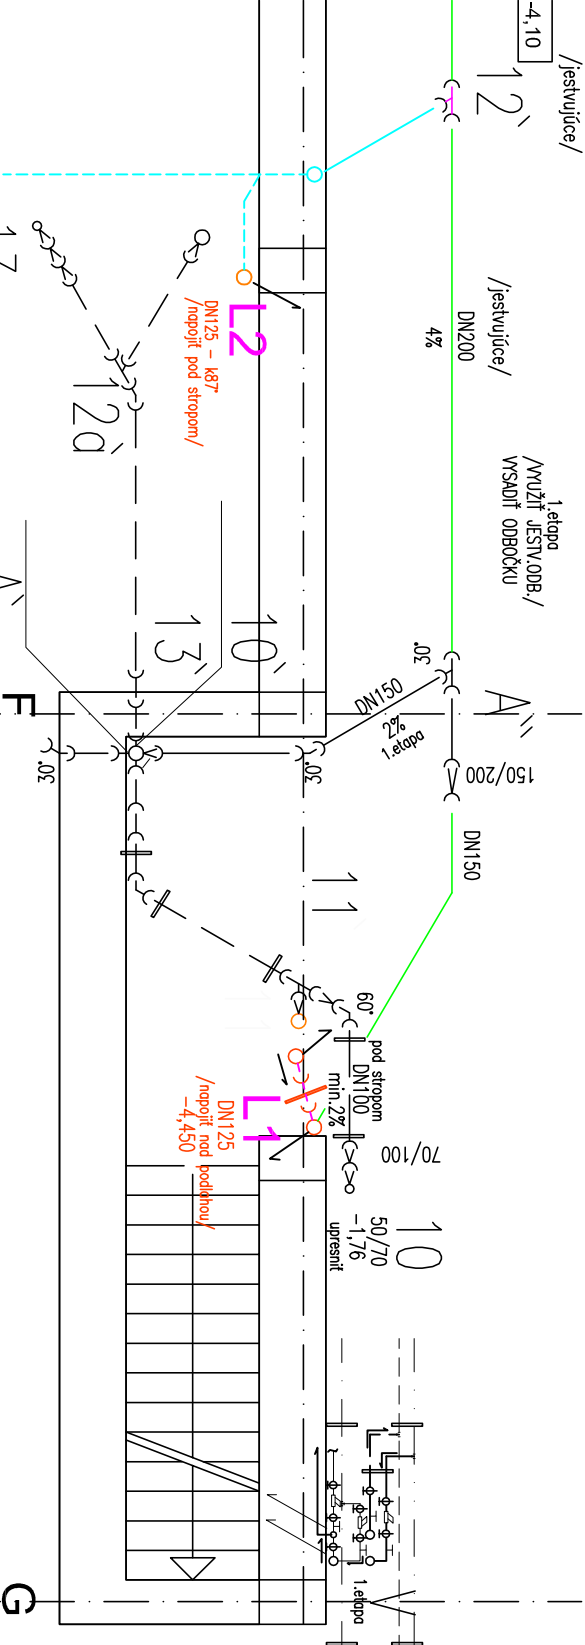 -4,10
/jestvujúce/
12`
/jestvujúce/
DN200
4%
L2
DN125 - k87°
/napojiť pod stropom/
12a`
1.etapa
/VYUŽIŤ JESTV.ODB./
VYSADIŤ ODBOČKU
10`
13`
A`
30°
DN150
2%
1.etapa
A``
F
30°
30°
150/200
DN150
11
60°
pod stropom
DN100
min.2%
L1
DN125
/napojiť nad podlahou/
-4,450
70/100
10
50/70
-1,76
upresniť
1.etapa
G